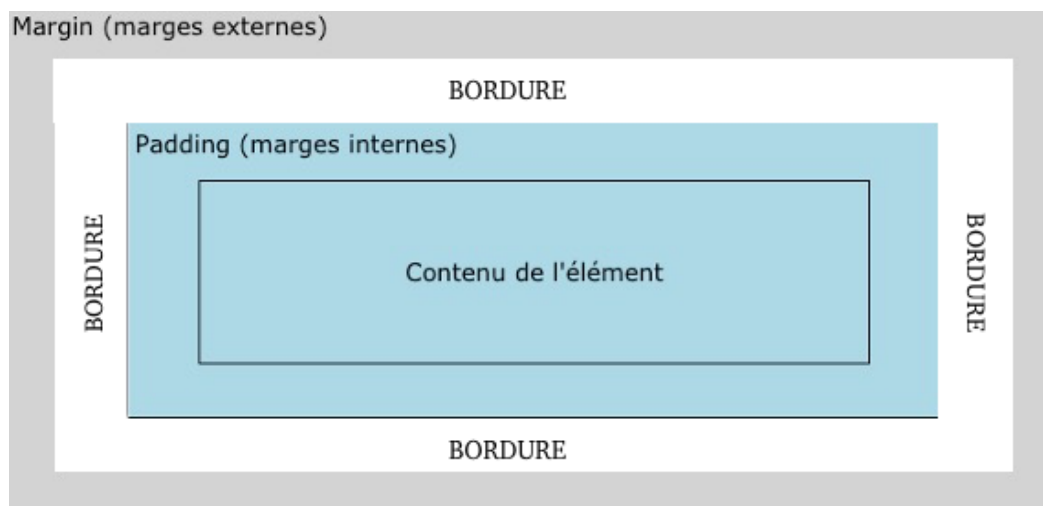 Margin (marges externes)
BORDURE
Padding (marges internes)
BORDURE
Contenu de l'élément
BORDURE
BORDURE